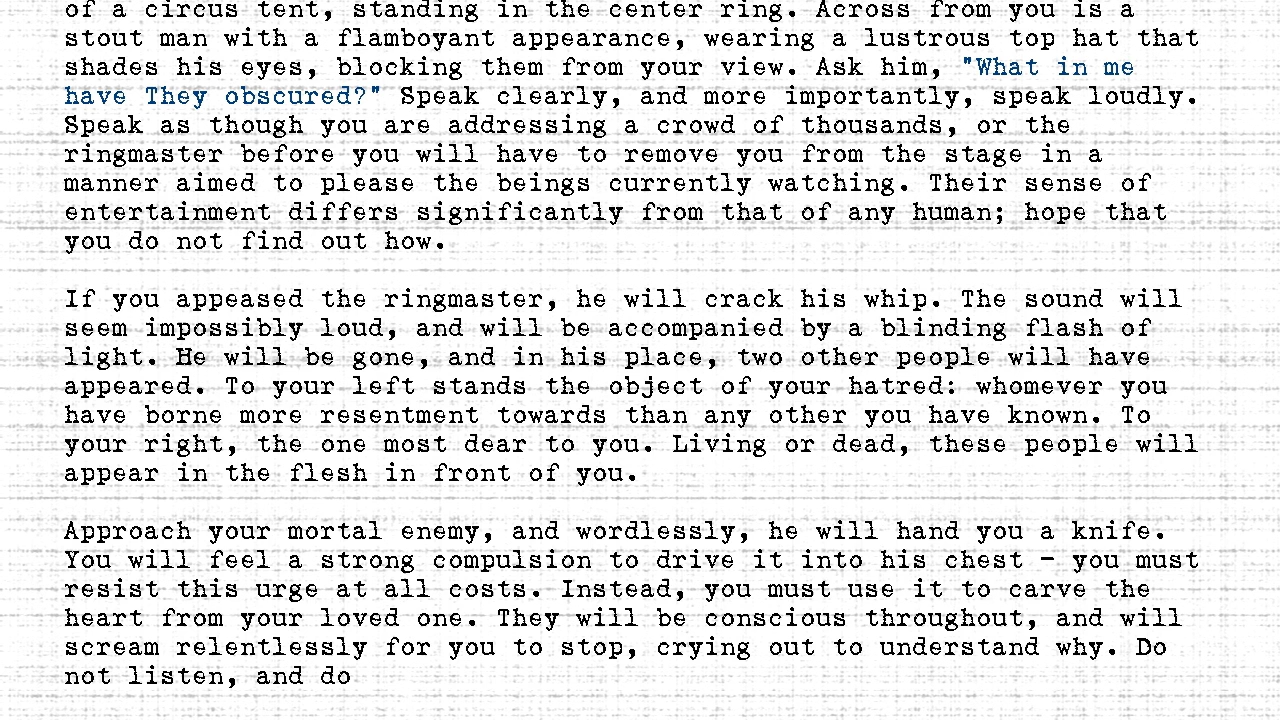 of a circus tent, standing in the center ring. Across from you is a
stout man with a flamboyant appearance, wearing a lustrous top hat that
shades his eyes, blocking them from your view. Ask him, "What in me
have They obscured?" Speak clearly, and more importantly, speak loudly.
Speak as though you are addressing a crowd of thousands, or the
ringmaster before you will have to remove you from the stage in a
manner aimed to please the beings currently watching. Their sense of
entertainment differs significantly from that of any human; hope that
you do not find out how.

If you appeased the ringmaster, he will crack his whip. The sound will
seem impossibly loud, and will be accompanied by a blinding flash of
light. He will be gone, and in his place, two other people will have
appeared. To your left stands the object of your hatred: whomever you
have borne more resentment towards than any other you have known. To
your right, the one most dear to you. Living or dead, these people will
appear in the flesh in front of you.

Approach your mortal enemy, and wordlessly, he will hand you a knife.
You will feel a strong compulsion to drive it into his chest – you must
resist this urge at all costs. Instead, you must use it to carve the
heart from your loved one. They will be conscious throughout, and will
scream relentlessly for you to stop, crying out to understand why. Do
not listen, and do